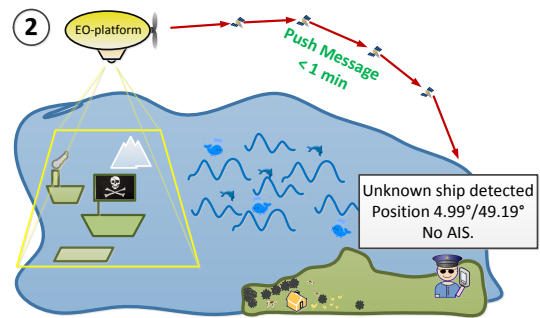 2
EO-platform
Push Message
< 1 min
Unknown ship detected
Position 4.99°/49.19°
No AIS.